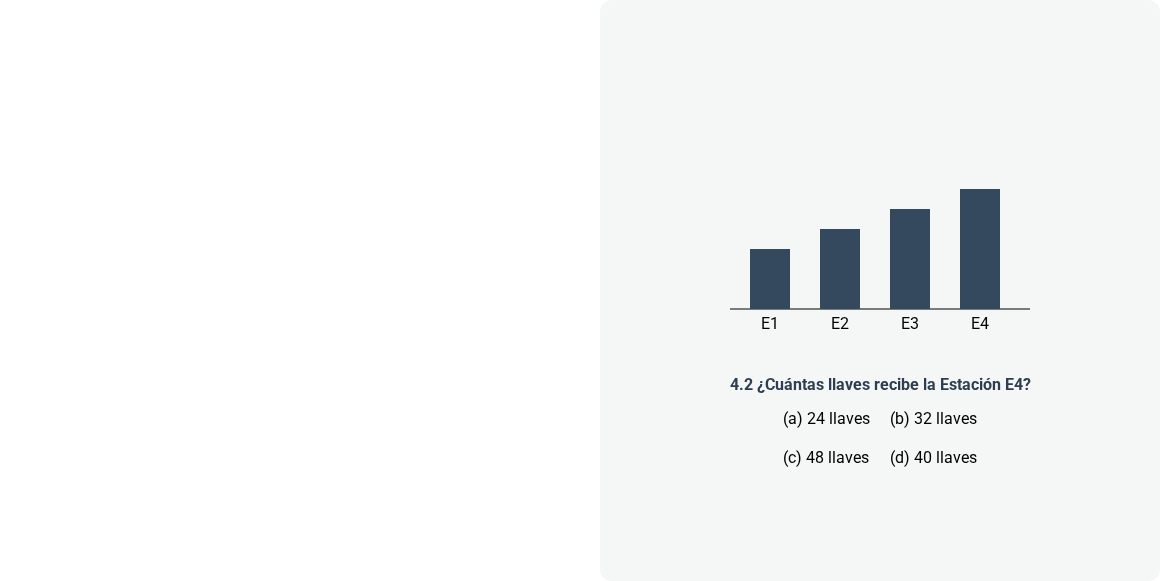 E1 E2 E3 E4
4.2 ¿Cuántas llaves recibe la Estación E4?
(a) 24 llaves (b) 32 llaves
(c) 48 llaves (d) 40 llaves